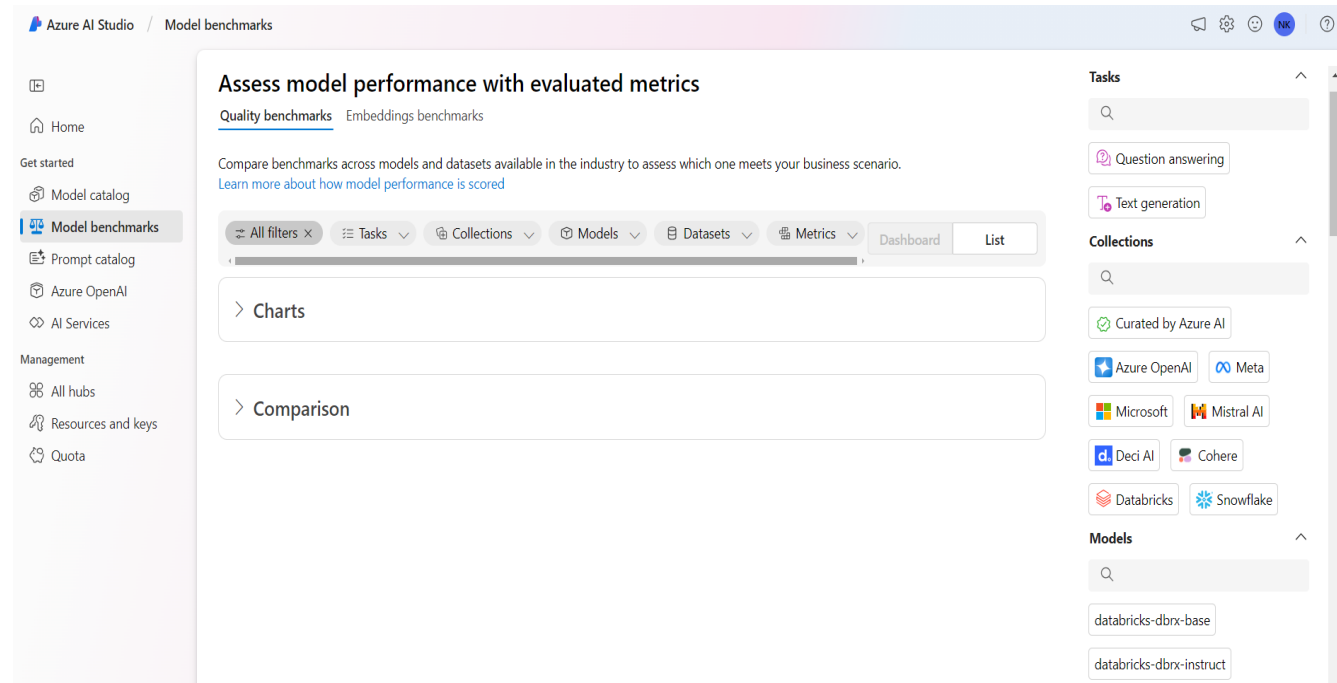 Azure AI Studio / Model benchmarks
NK
Home
Get started
Model catalog
Model benchmarks
Prompt catalog
Azure OpenAI
AI Services
Management
All hubs
Resources and keys
Quota
Assess model performance with evaluated metrics
Quality benchmarks Embeddings benchmarks
Compare benchmarks across models and datasets available in the industry to assess which one meets your business scenario.
Learn more about how model performance is scored
All filters Tasks Collections Models Datasets Metrics Dashboard List
Charts
Comparison
Tasks
Question answering
Text generation
Collections
Curated by Azure AI
Azure OpenAI Meta
Microsoft Mistral AI
d. Deci AI Cohere
Databricks Snowflake
Models
databricks-dbrx-base
databricks-dbrx-instruct